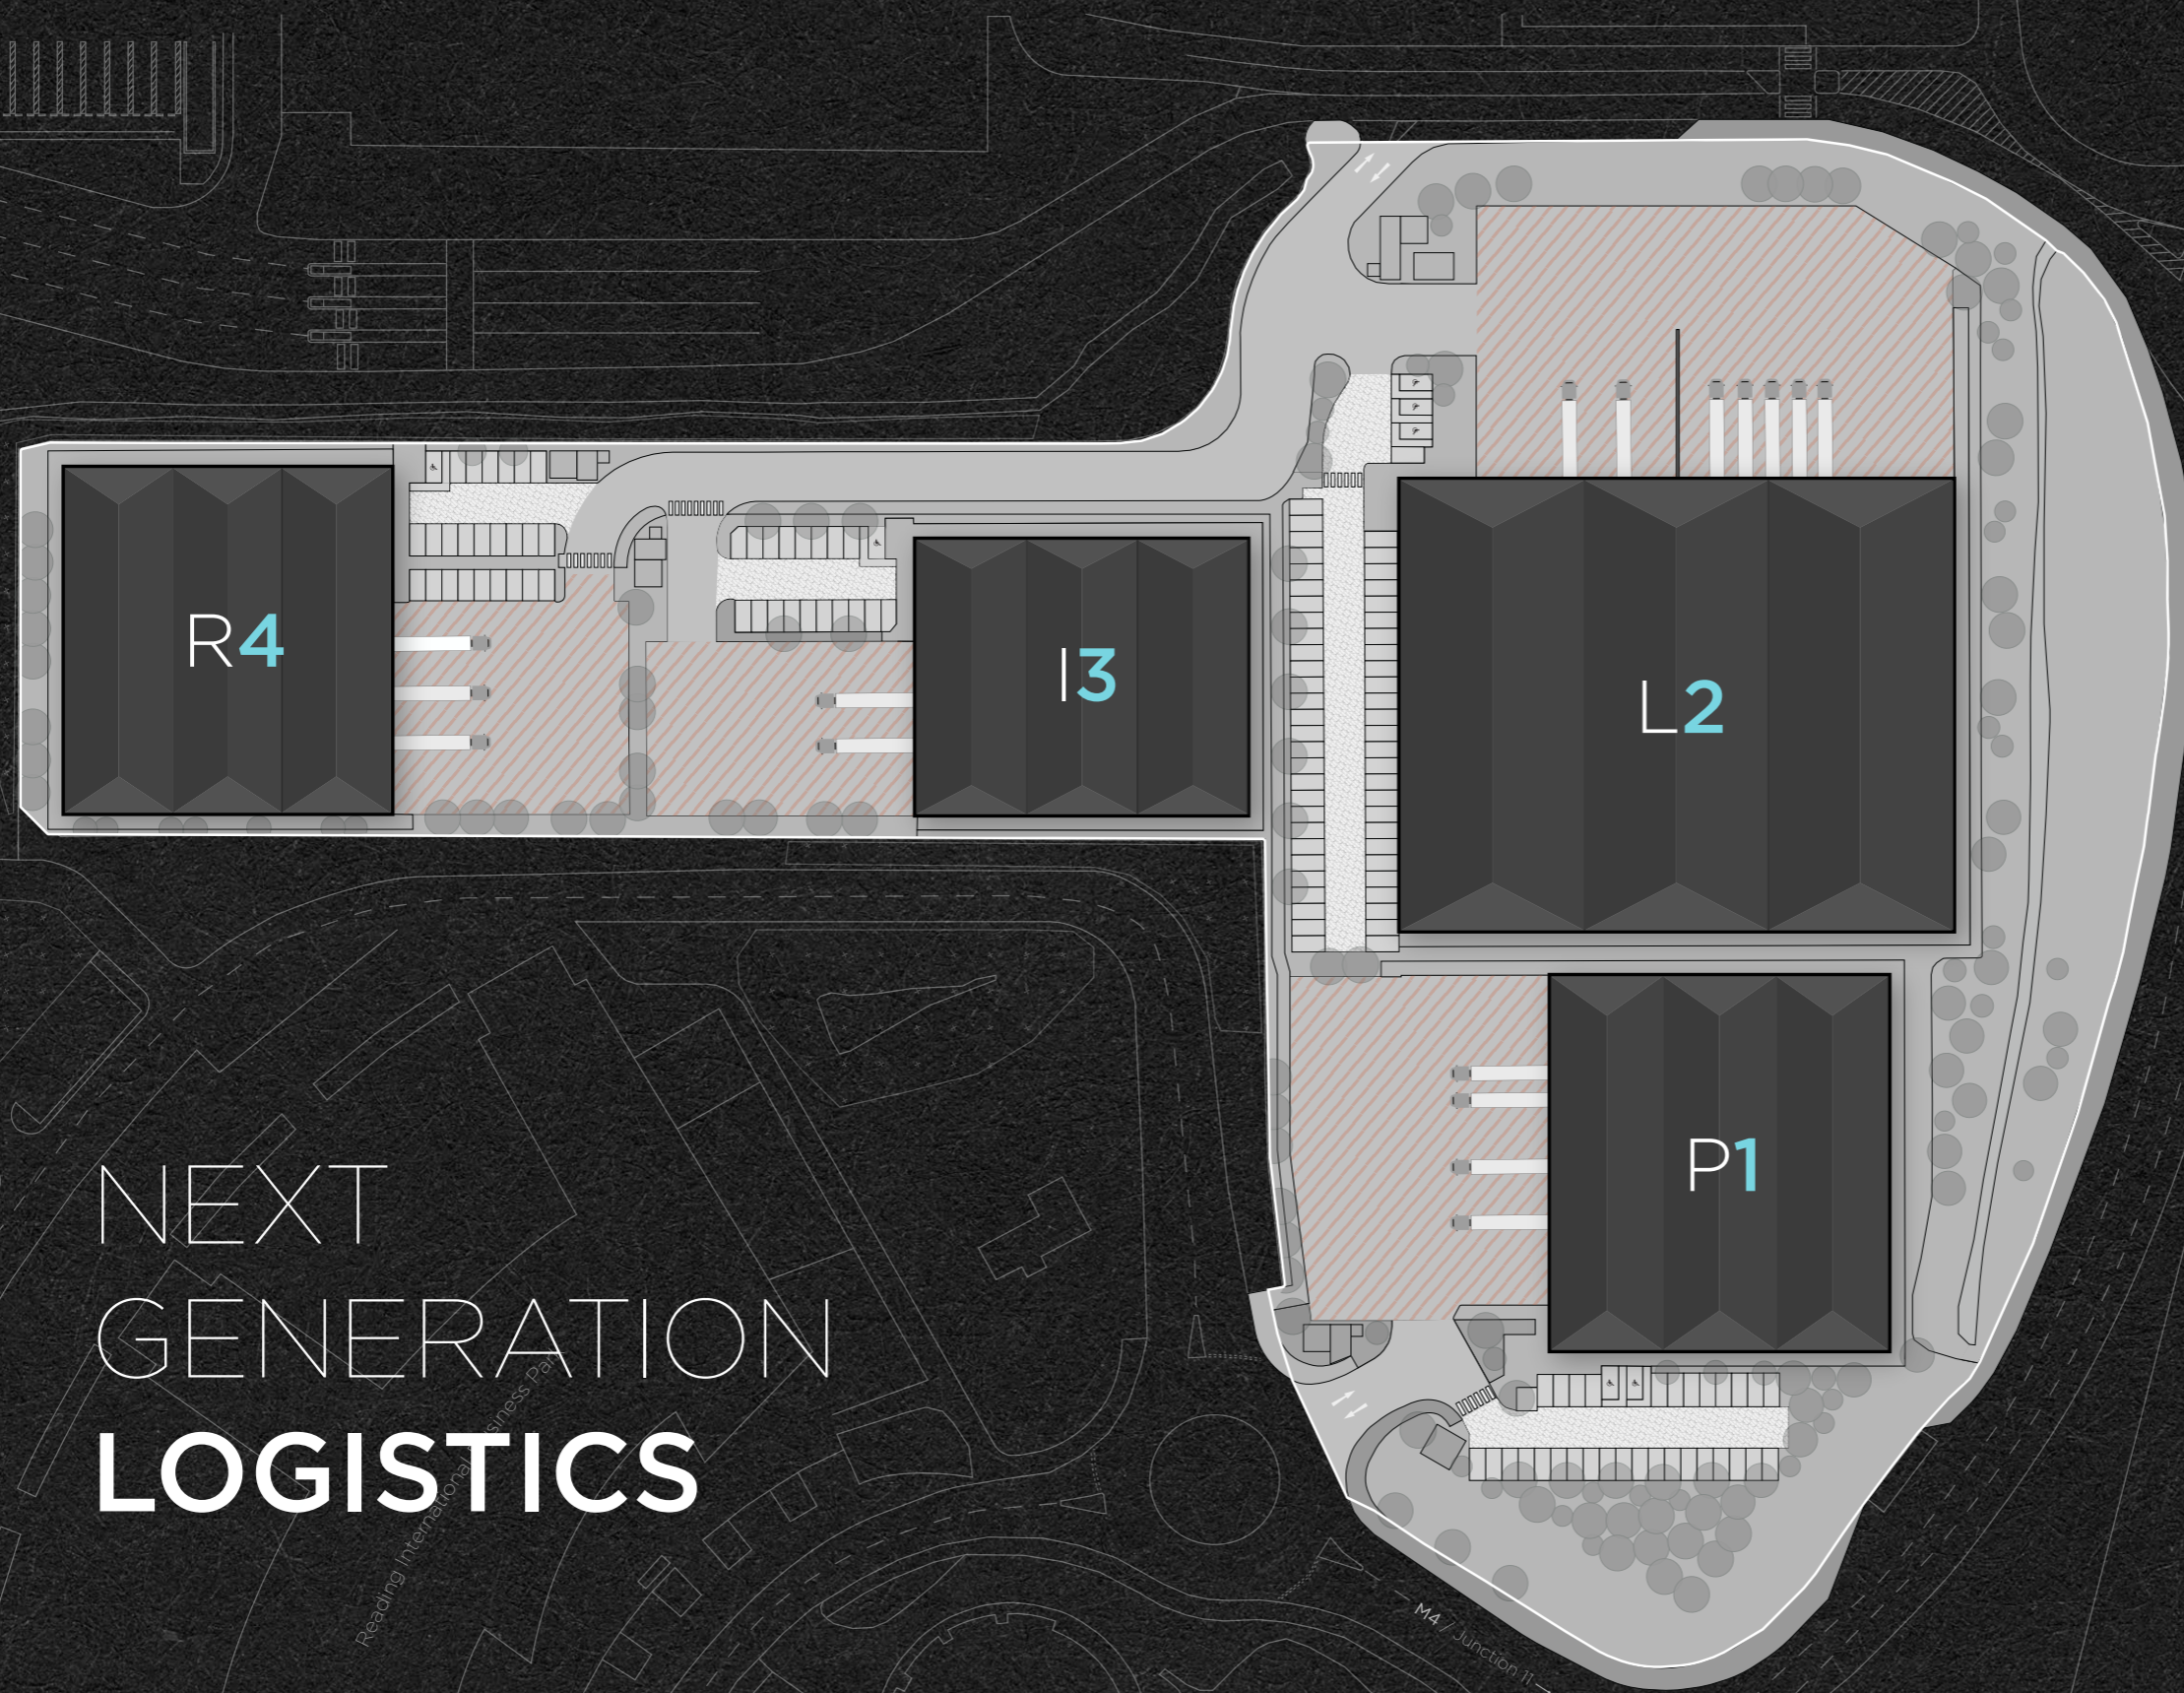 R4
I3
L2
P1
NEXT
GENERATION
LOGISTICS
Reading International Business Park
M4 / Junction 11